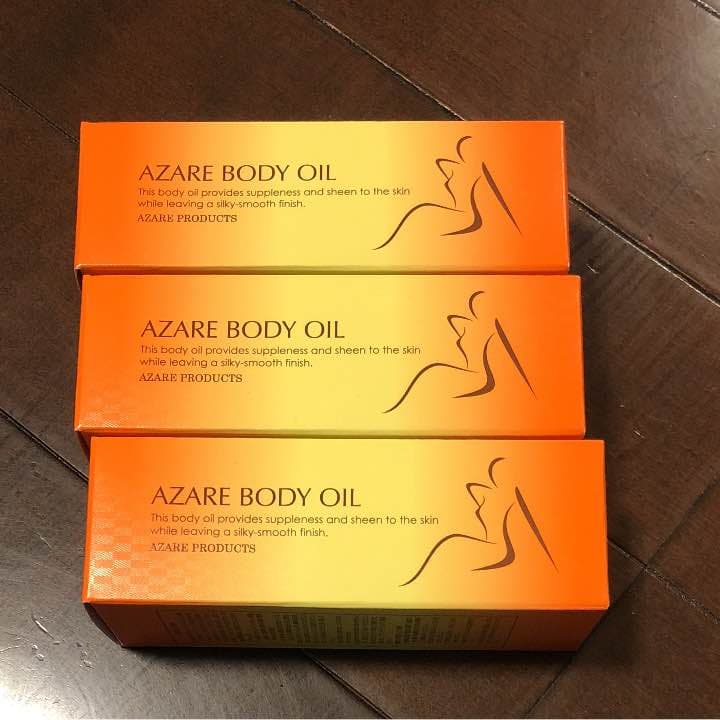 AZARE BODY OIL
This body oil provides suppleness and sheen to the skin
while leaving a silky-smooth finish.
AZARE PRODUCTS
AZARE BODY OIL
This body oil provides suppleness and sheen to the skin
while leaving a silky-smooth finish.
AZARE PRODUCTS
AZARE BODY OIL
This body oil provides suppleness and sheen to the skin
while leaving a silky-smooth finish.
AZARE PRODUCTS